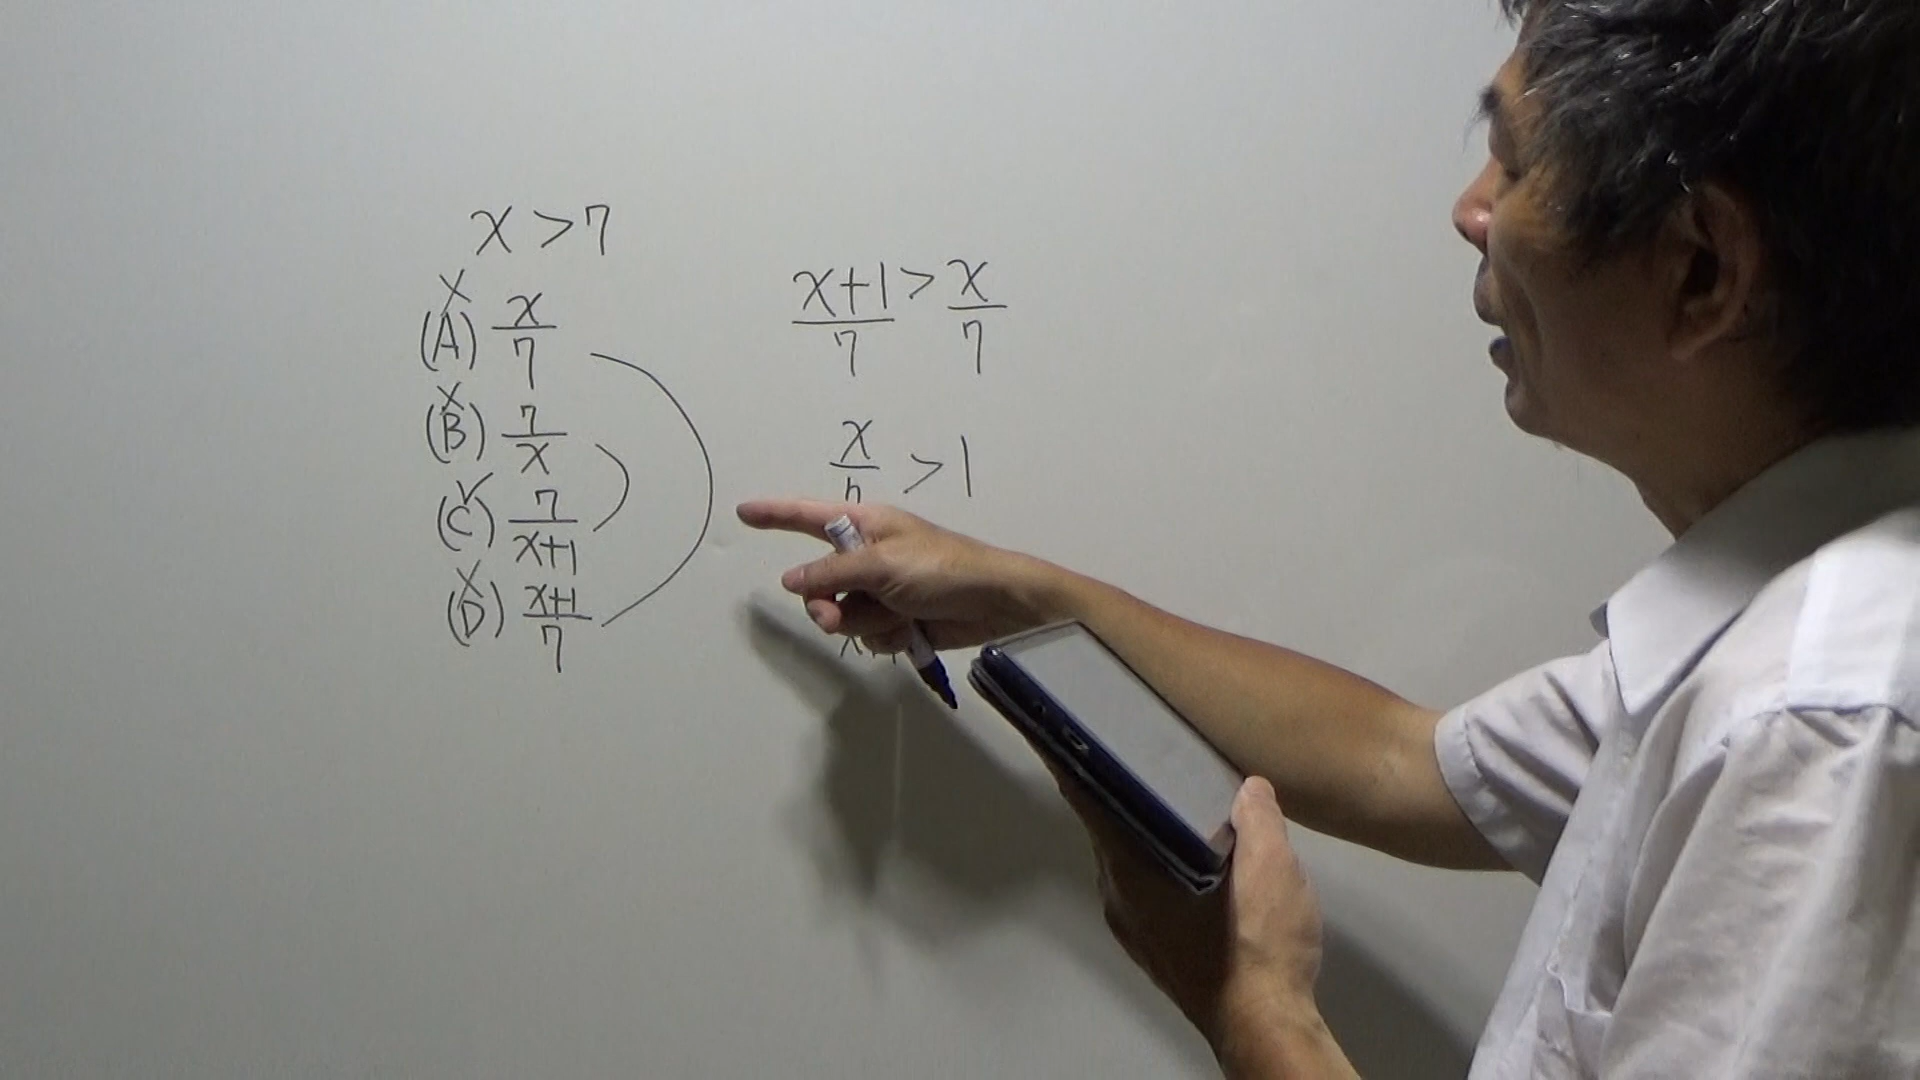 x > 7
X
(A) x/7
X
(B) 7/x
✓
(C) 7/(x+1)
X
(D) (x+1)/7
(x+1)/7 > x/7
x/7 > 1